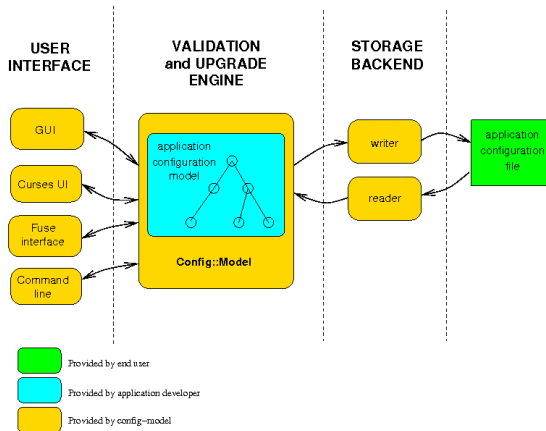 USER
INTERFACE
VALIDATION
and UPGRADE
ENGINE
STORAGE
BACKEND
GUI
Curses UI
Fuse
interface
Command
line
application
configuration
model
Config::Model
writer
reader
application
configuration
file
Provided by end user
Provided by application developer
Provided by config-model